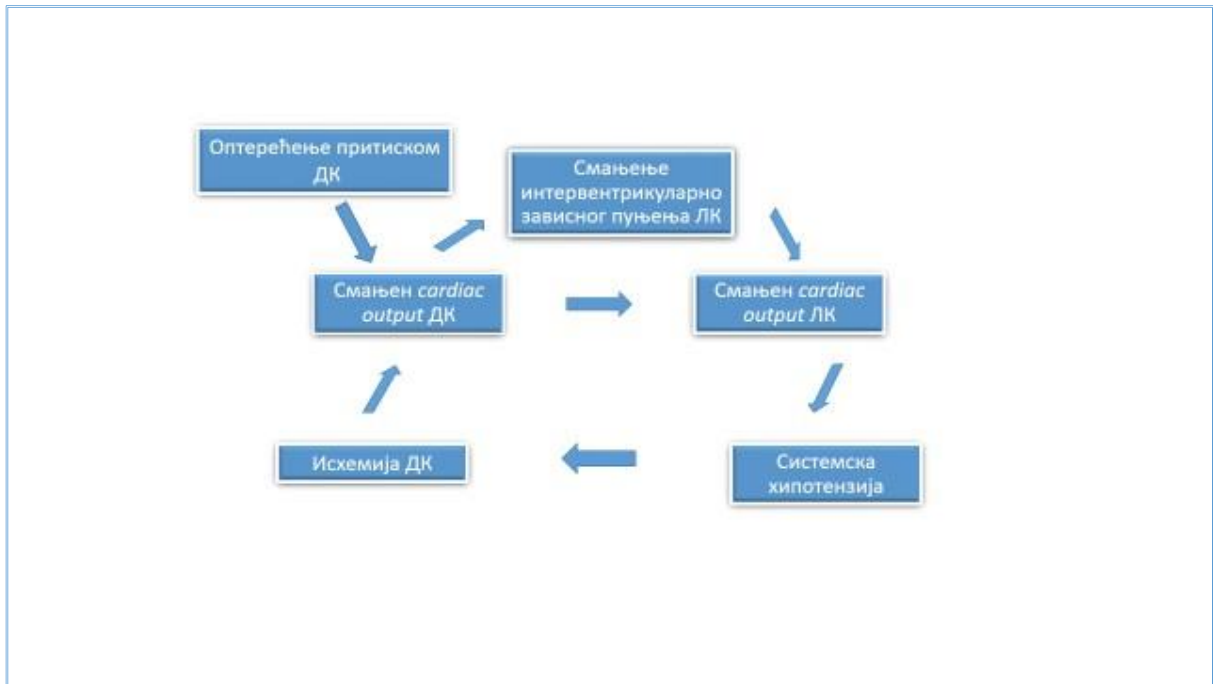 Оптерећење притиском
ДК
Смањење
интервентрикуларно
зависног пуњења ЛК
Смањен cardiac
output ДК
Смањен cardiac
output ЛК
Исхемија ДК
Системска
хипотензија